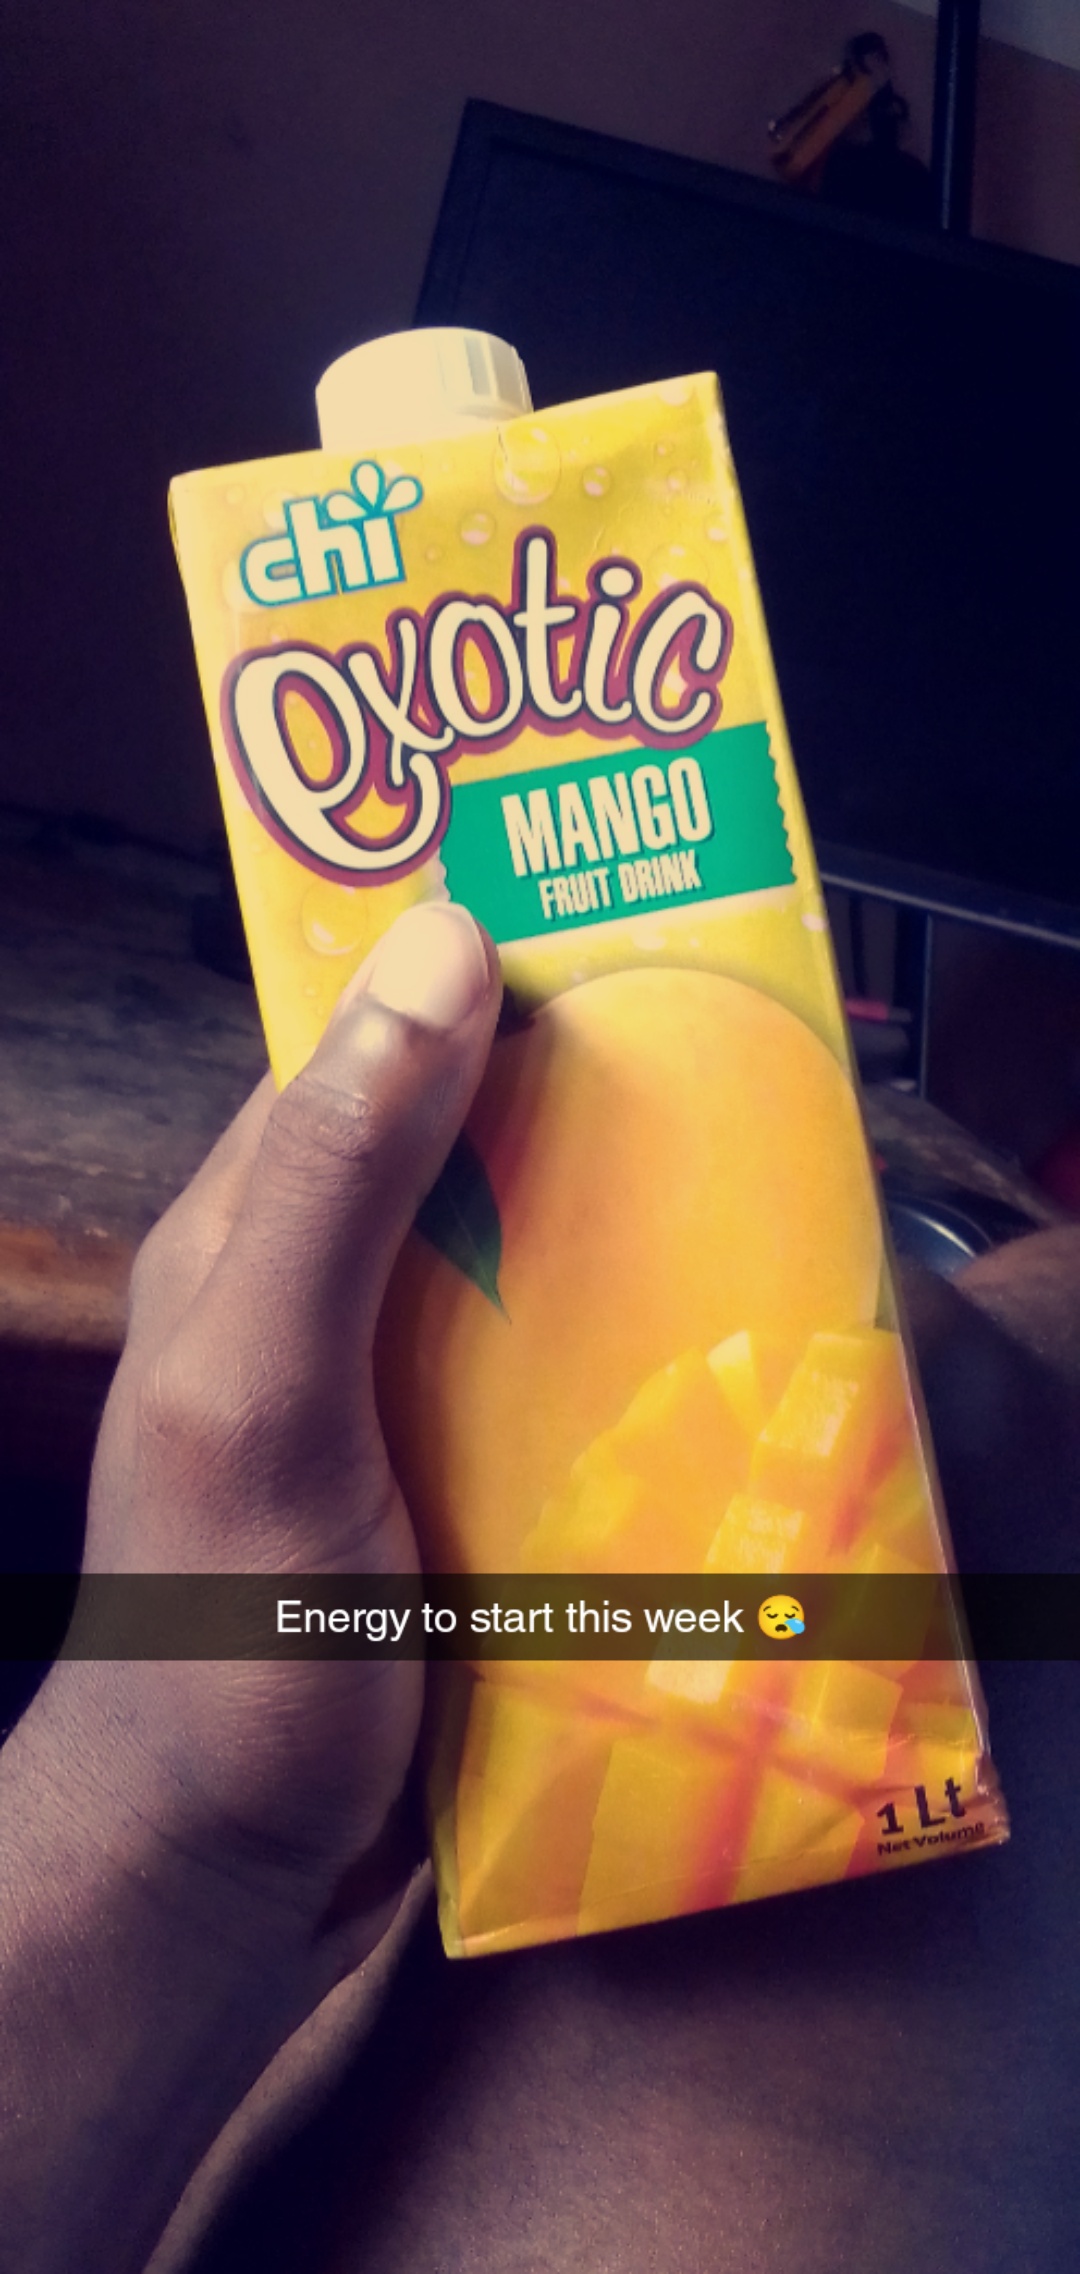 chi
exotic
MANGO
FRUIT DRINK
Energy to start this week 😪
1 Lt
Net Volume